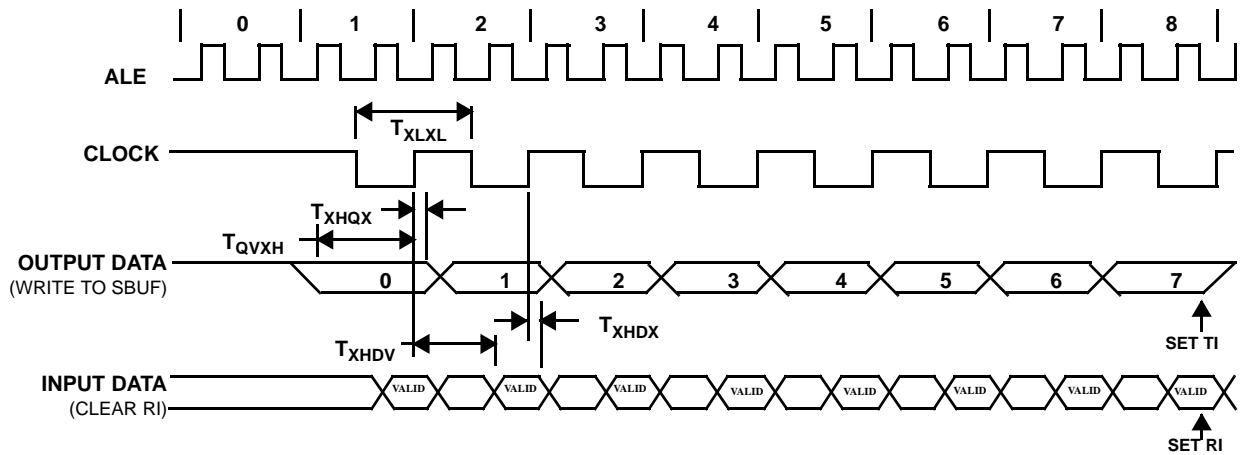 0 1 2 3 4 5 6 7 8
ALE
TXLXL
CLOCK
TXHQX
TQVXH
OUTPUT DATA
(WRITE TO SBUF)
0 1 2 3 4 5 6 7
TXHDX
SET TI
TXHDV
INPUT DATA
(CLEAR RI)
VALID VALID VALID VALID VALID VALID VALID VALID
SET RI